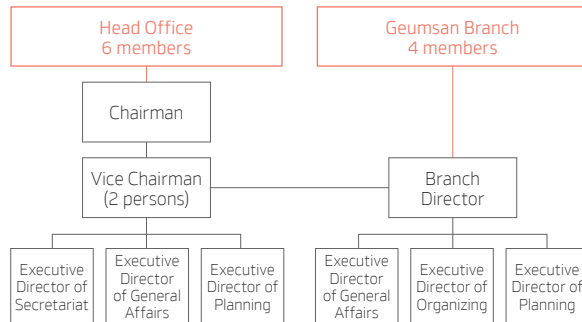 Head Office
6 members
Geumsan Branch
4 members
Chairman
Vice Chairman
(2 persons)
Branch
Director
Executive
Director of
Secretariat
Executive
Director
of General
Affairs
Executive
Director of
Planning
Executive
Director
of General
Affairs
Executive
Director of
Organizing
Executive
Director of
Planning